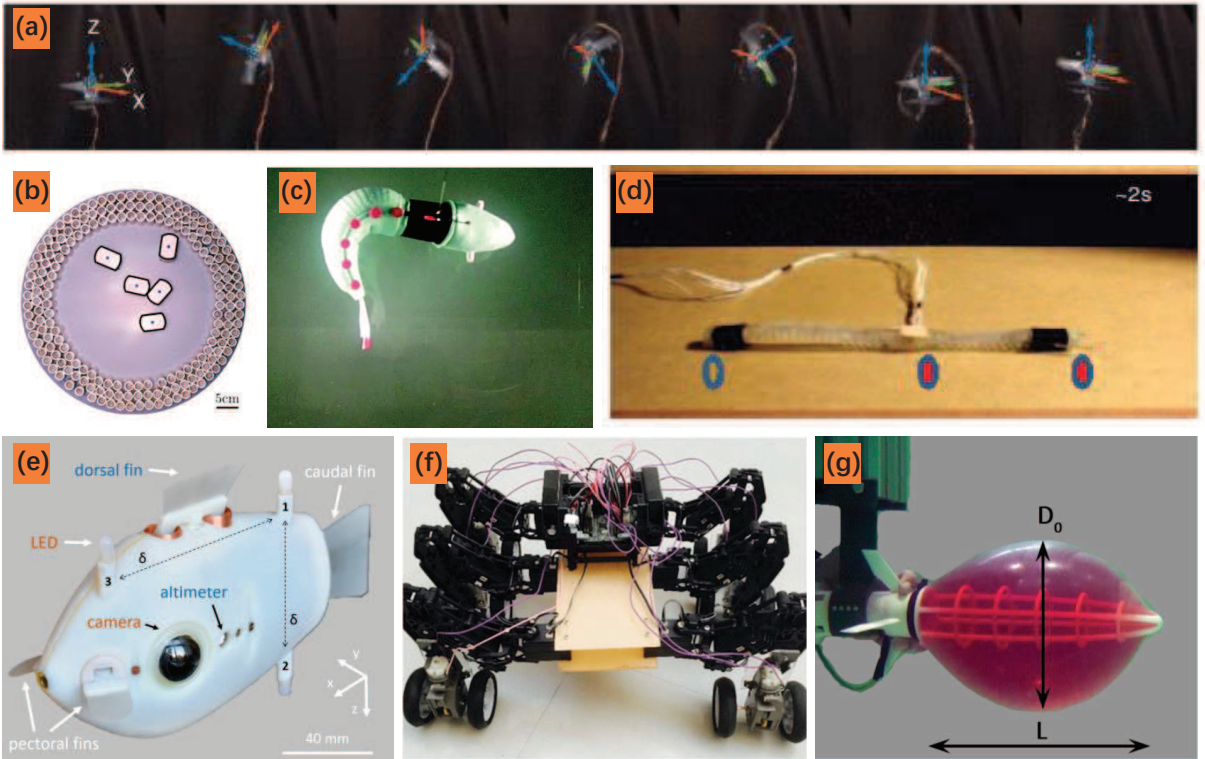 (a)
Z
Y
X
(b)
5cm
(c)
(d)
~2s
(e)
dorsal fin
caudal fin
LED
1
δ
3
altimeter
camera
δ
2
y
x
z
pectoral fins
40 mm
(f)
(g)
D0
L